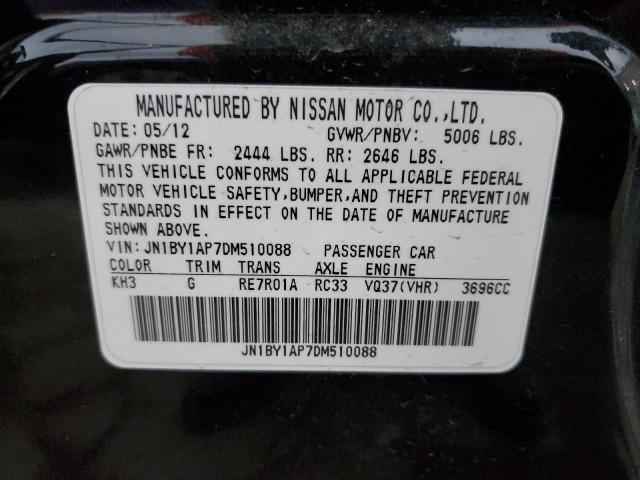 MANUFACTURED BY NISSAN MOTOR CO.,LTD.
DATE: 05/12 GVWR/PNBV: 5006 LBS.
GAWR/PNBE FR: 2444 LBS. RR: 2646 LBS.
THIS VEHICLE CONFORMS TO ALL APPLICABLE FEDERAL
MOTOR VEHICLE SAFETY,BUMPER,AND THEFT PREVENTION
STANDARDS IN EFFECT ON THE DATE OF MANUFACTURE
SHOWN ABOVE.
VIN: JN1BY1AP7DM510088 PASSENGER CAR
COLOR TRIM TRANS AXLE ENGINE
KH3 G RE7R01A RC33 VQ37(VHR) 3696CC
JN1BY1AP7DM510088